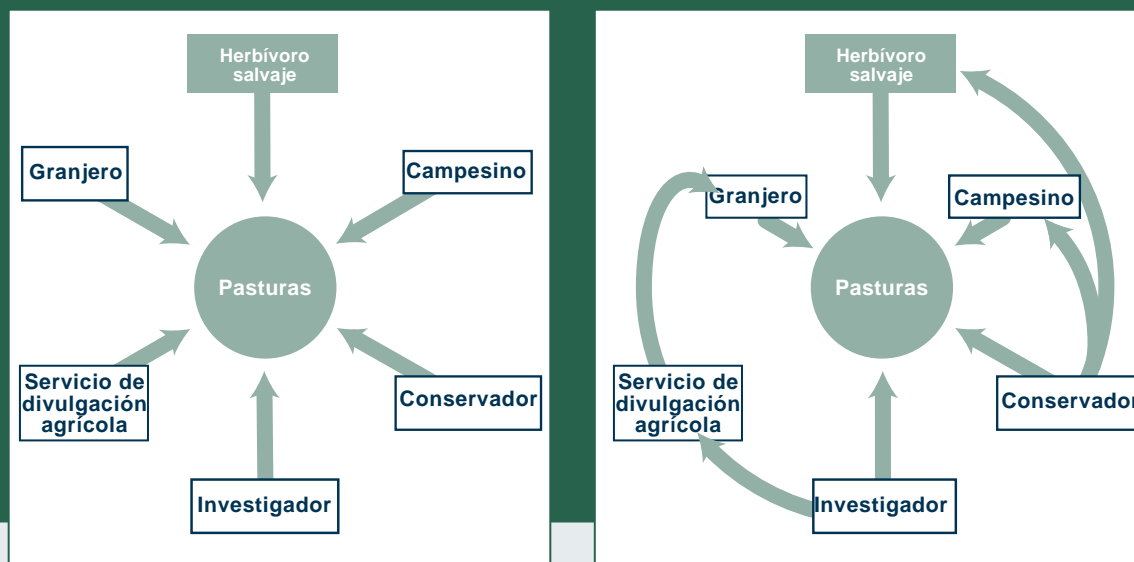 Herbívoro
salvaje
Granjero
Campesino
Pasturas
Servicio de
divulgación
agrícola
Conservador
Investigador
Herbívoro
salvaje
Granjero
Campesino
Pasturas
Servicio de
divulgación
agrícola
Conservador
Investigador